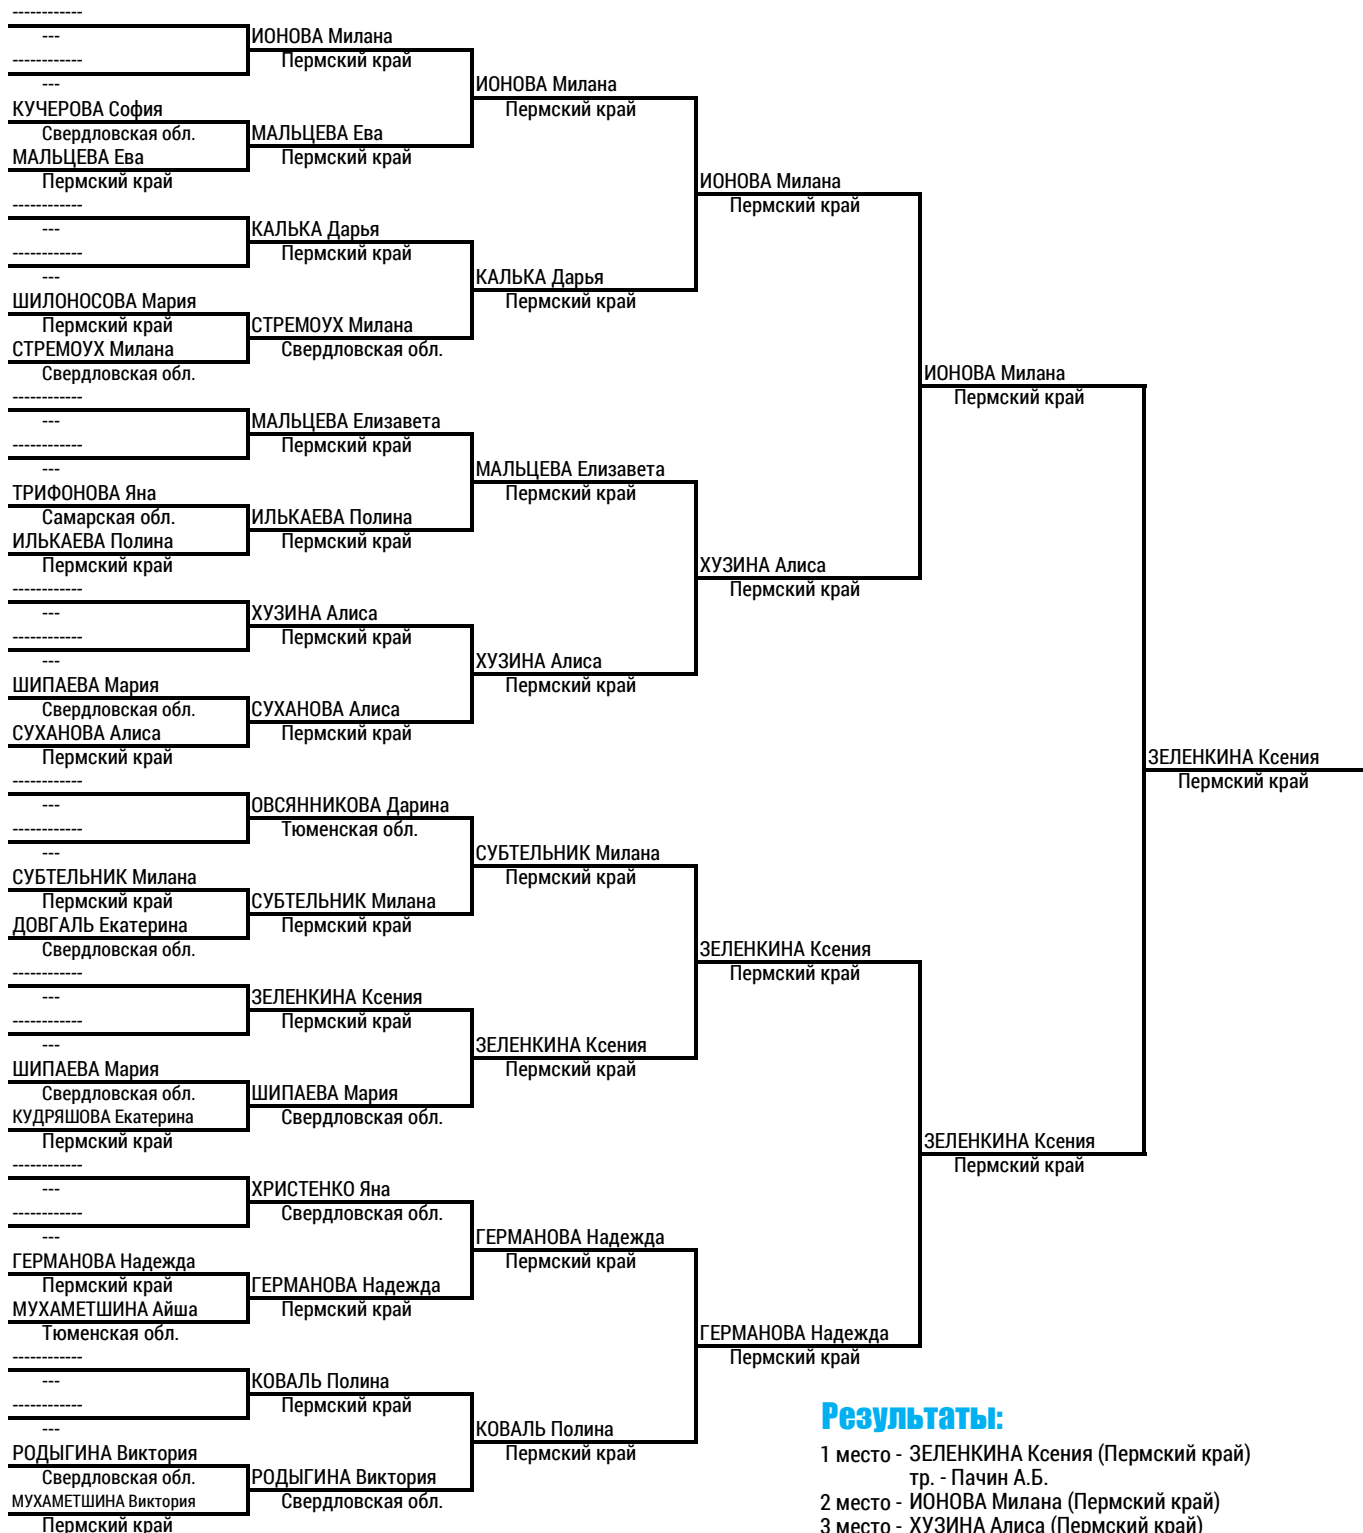 ------------
---
------------
---
КУЧЕРОВА София
Свердловская обл.
МАЛЬЦЕВА Ева
Пермский край
------------
---
------------
---
ШИЛОНОСОВА Мария
Пермский край
СТРЕМОУХ Милана
Свердловская обл.
------------
---
------------
---
ТРИФОНОВА Яна
Самарская обл.
ИЛЬКАЕВА Полина
Пермский край
------------
---
------------
---
ШИПАЕВА Мария
Свердловская обл.
СУХАНОВА Алиса
Пермский край
------------
---
------------
---
СУБТЕЛЬНИК Милана
Пермский край
ДОВГАЛЬ Екатерина
Свердловская обл.
------------
---
------------
---
ШИПАЕВА Мария
Свердловская обл.
КУДРЯШОВА Екатерина
Пермский край
------------
---
------------
---
ГЕРМАНОВА Надежда
Пермский край
МУХАМЕТШИНА Айша
Тюменская обл.
------------
---
------------
---
РОДЫГИНА Виктория
Свердловская обл.
МУХАМЕТШИНА Виктория
Пермский край
ИОНОВА Милана
Пермский край
МАЛЬЦЕВА Ева
Пермский край
КАЛЬКА Дарья
Пермский край
СТРЕМОУХ Милана
Свердловская обл.
МАЛЬЦЕВА Елизавета
Пермский край
ИЛЬКАЕВА Полина
Пермский край
ХУЗИНА Алиса
Пермский край
СУХАНОВА Алиса
Пермский край
ОВСЯННИКОВА Дарина
Тюменская обл.
СУБТЕЛЬНИК Милана
Пермский край
ЗЕЛЕНКИНА Ксения
Пермский край
ШИПАЕВА Мария
Свердловская обл.
ХРИСТЕНКО Яна
Свердловская обл.
ГЕРМАНОВА Надежда
Пермский край
КОВАЛЬ Полина
Пермский край
РОДЫГИНА Виктория
Свердловская обл.
ИОНОВА Милана
Пермский край
КАЛЬКА Дарья
Пермский край
МАЛЬЦЕВА Елизавета
Пермский край
ХУЗИНА Алиса
Пермский край
СУБТЕЛЬНИК Милана
Пермский край
ЗЕЛЕНКИНА Ксения
Пермский край
ГЕРМАНОВА Надежда
Пермский край
КОВАЛЬ Полина
Пермский край
ИОНОВА Милана
Пермский край
ХУЗИНА Алиса
Пермский край
ЗЕЛЕНКИНА Ксения
Пермский край
ГЕРМАНОВА Надежда
Пермский край
ИОНОВА Милана
Пермский край
ЗЕЛЕНКИНА Ксения
Пермский край
ЗЕЛЕНКИНА Ксения
Пермский край
Результаты:
1 место - ЗЕЛЕНКИНА Ксения (Пермский край)
тр. - Пачин А.Б.
2 место - ИОНОВА Милана (Пермский край)
3 место - ХУЗИНА Алиса (Пермский край)